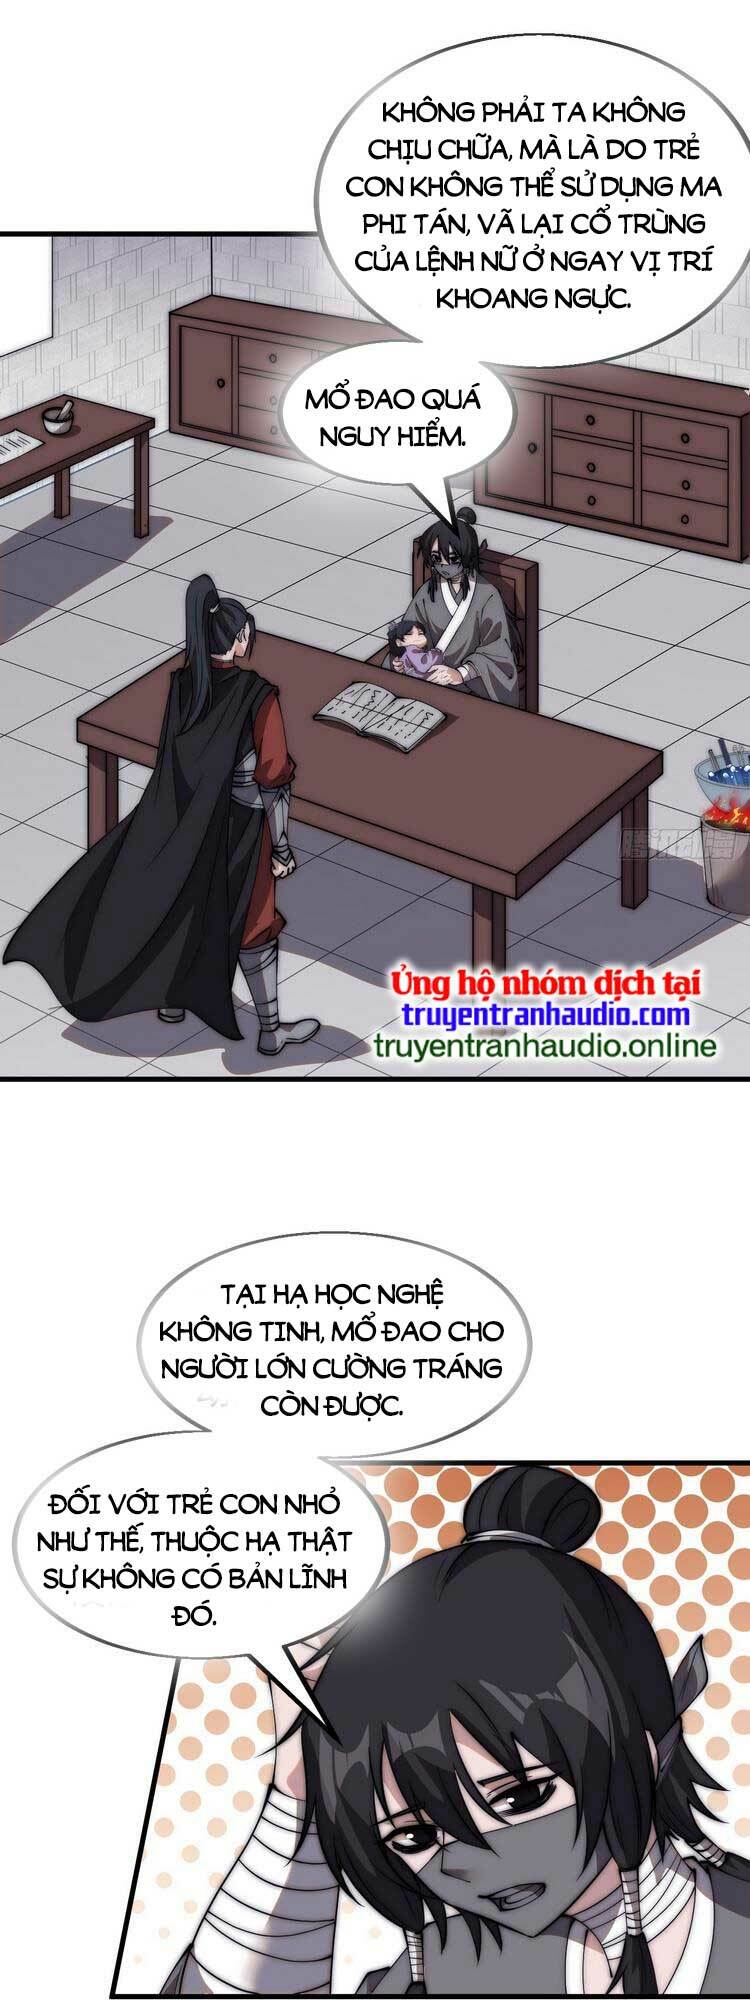 KHÔNG PHẢI TA KHÔNG
CHỊU CHỮA, MÀ LÀ DO TRẺ
CON KHÔNG THỂ SỬ DỤNG MA
PHI TÁN, VÃ LẠI CỔ TRÙNG
CỦA LỆNH NỮ Ở NGAY VỊ TRÍ
KHOANG NGỰC.
MỔ ĐAO QUÁ
NGUY HIỂM.
Ủng hộ nhóm dịch tại
truyentranhaudio.com
truyentranhaudio.online
TẠI HẠ HỌC NGHỆ
KHÔNG TINH, MỔ ĐAO CHO
NGƯỜI LỚN CƯỜNG TRÁNG
CÒN ĐƯỢC.
ĐỐI VỚI TRẺ CON NHỎ
NHƯ THẾ, THUỘC HẠ THẬT
SỰ KHÔNG CÓ BẢN LĨNH
ĐÓ.